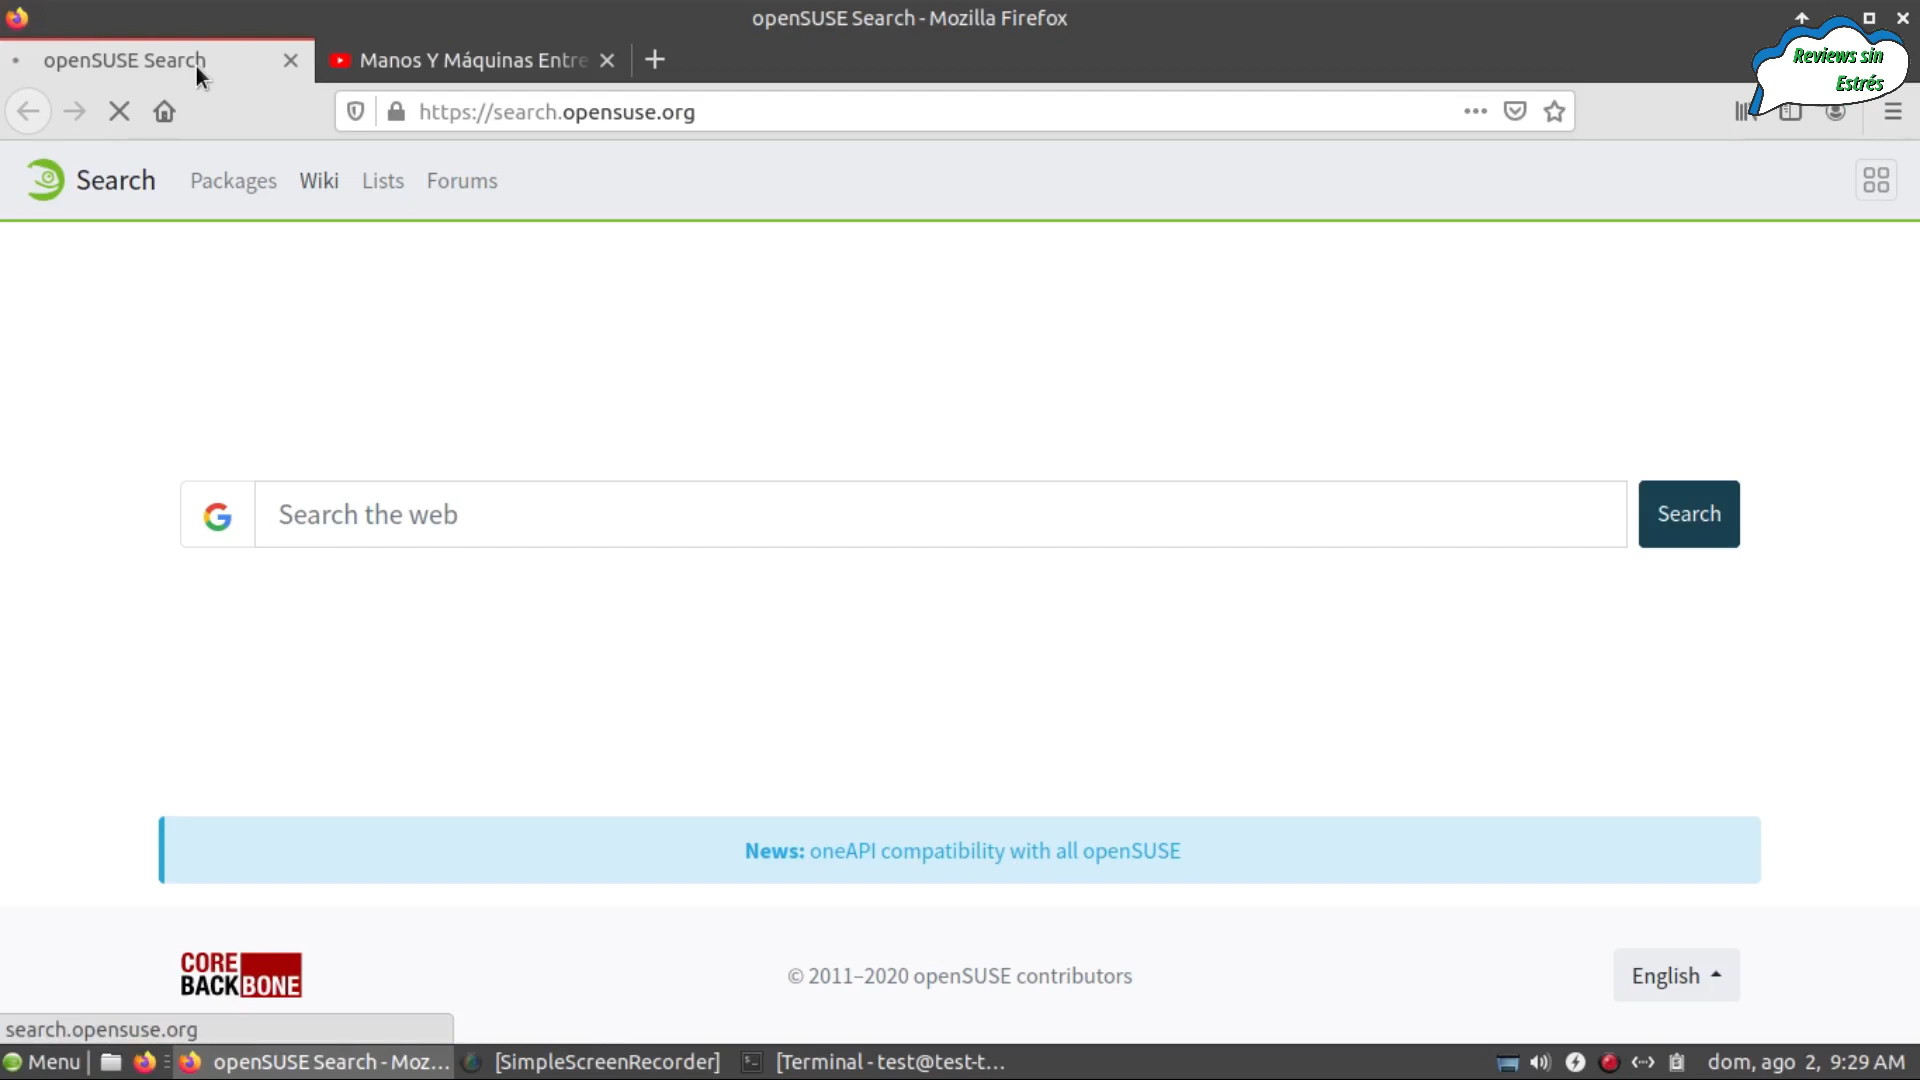 openSUSE Search - Mozilla Firefox
openSUSE Search
Manos Y Máquinas Entre
Reviews sin
Estrés
https://search.opensuse.org
Search
Packages
Wiki
Lists
Forums
Search the web
Search
News: oneAPI compatibility with all openSUSE
CORE
BACKBONE
© 2011–2020 openSUSE contributors
English
search.opensuse.org
Menu
openSUSE Search - Moz...
[SimpleScreenRecorder]
[Terminal - test@test-t...
dom, ago 2, 9:29 AM